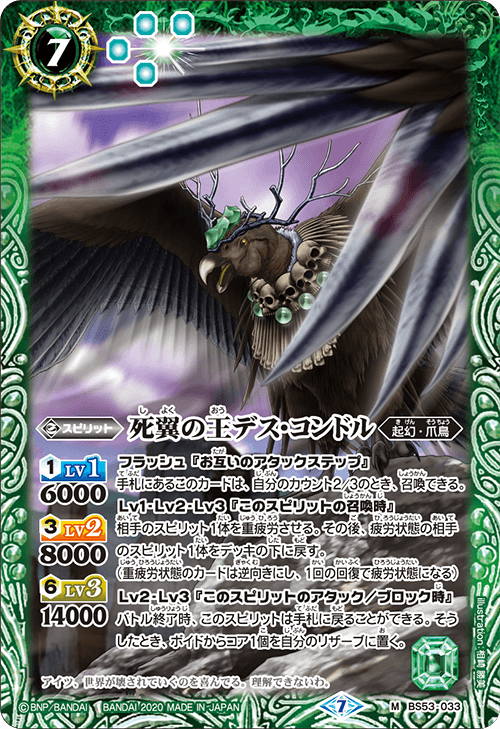 7
スピリット
死翼の王デス・コンドル
し よく おう
起幻・爪鳥
き げん そうちょう
1 LV1
6000
3 LV2
8000
6 LV3
14000
フラッシュ『お互いのアタックステップ』
手札にあるこのカードは、自分のカウント2/3のとき、召喚できる。
Lv1・Lv2・Lv3『このスピリットの召喚時』
相手のスピリット1体を重疲労させる。その後、疲労状態の相手
のスピリット1体をデッキの下に戻す。
(重疲労状態のカードは逆向きにし、1回の回復で疲労状態になる)
Lv2・Lv3『このスピリットのアタック/ブロック時』
バトル終了時、このスピリットは手札に戻ることができる。そう
したとき、ボイドからコア1個を自分のリザーブに置く。
アイツ、世界が壊されていくのを喜んでる。理解できないわ。
©BNP/BANDAI BANDAI 2020 MADE IN JAPAN
7
M BS53-033